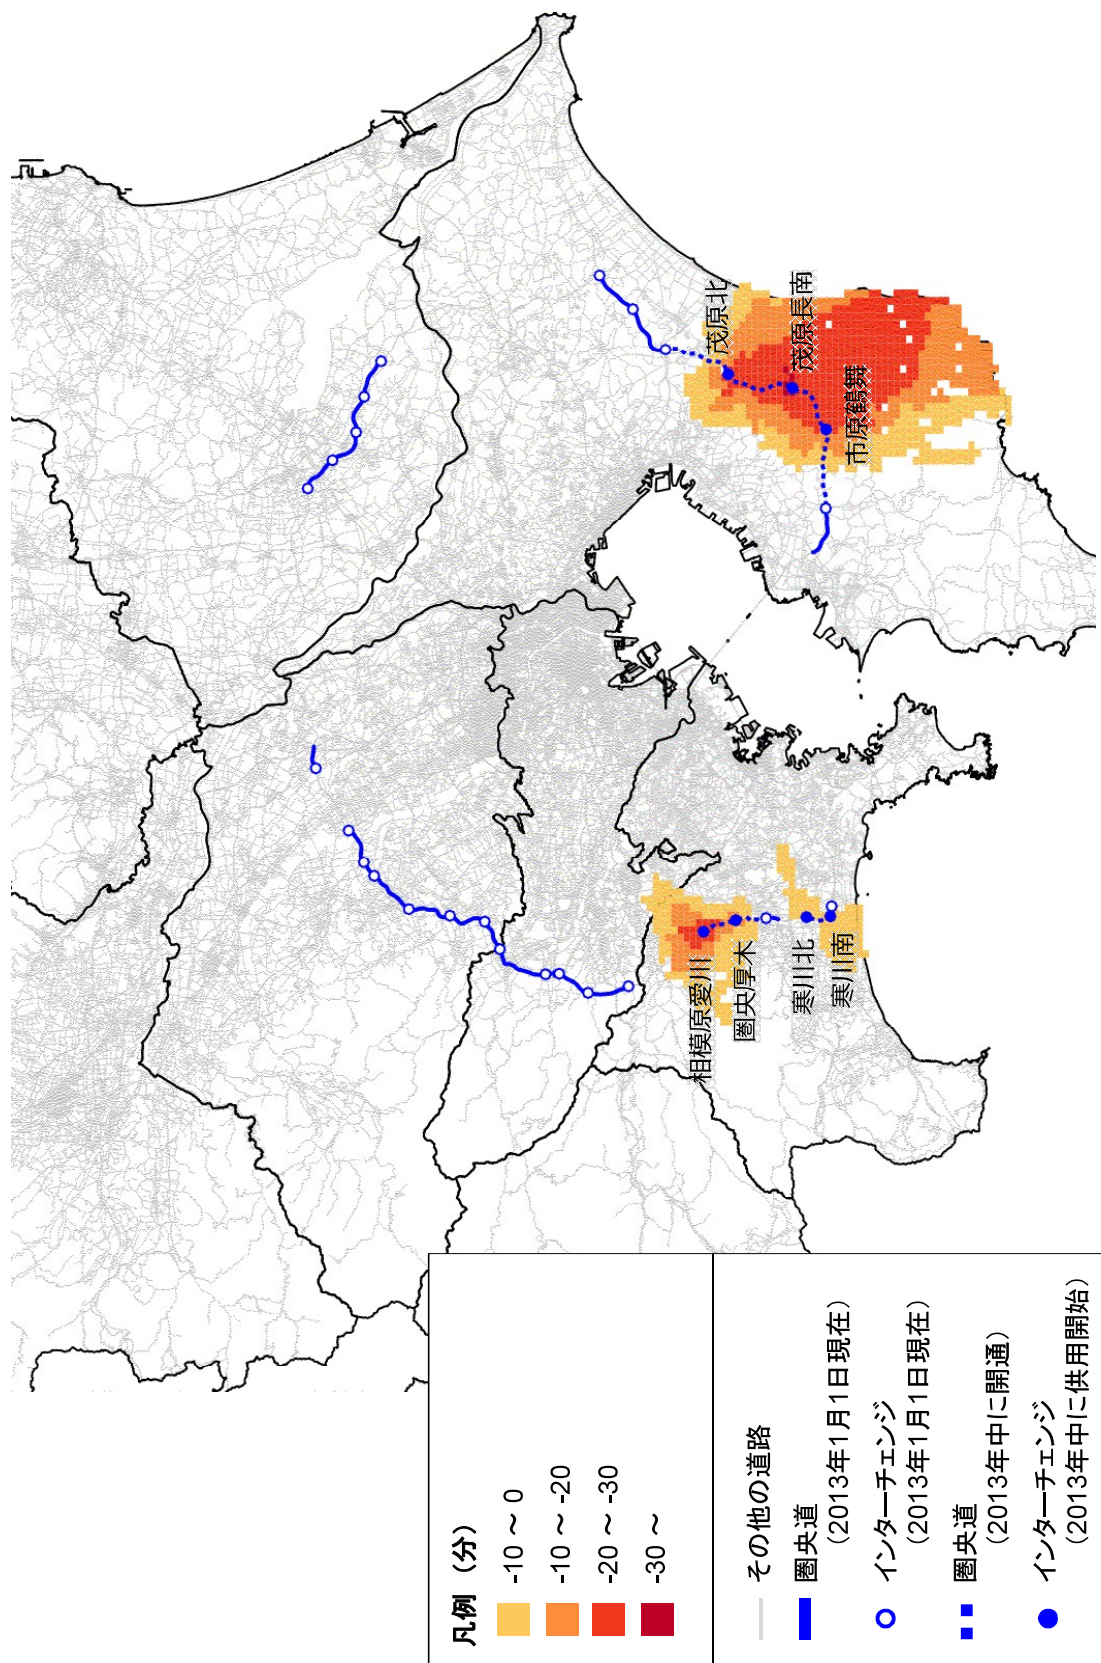 茂原北
茂原長南
市原鶴舞
相模原愛川
圏央厚木
寒川北
寒川南
凡例 (分)
-10 ～ 0
-10 ～ -20
-20 ～ -30
-30 ～
その他の道路
圏央道
(2013年1月1日現在)
インターチェンジ
(2013年1月1日現在)
圏央道
(2013年中に開通)
インターチェンジ
(2013年中に供用開始)